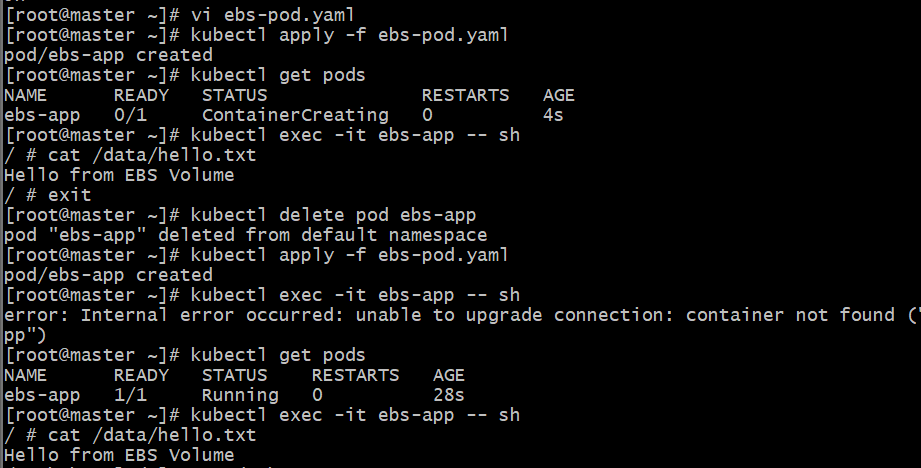 [root@master ~]# vi ebs-pod.yaml
[root@master ~]# kubectl apply -f ebs-pod.yaml
pod/ebs-app created
[root@master ~]# kubectl get pods
NAME READY STATUS RESTARTS AGE
ebs-app 0/1 ContainerCreating 0 4s
[root@master ~]# kubectl exec -it ebs-app -- sh
/ # cat /data/hello.txt
Hello from EBS Volume
/ # exit
[root@master ~]# kubectl delete pod ebs-app
pod "ebs-app" deleted from default namespace
[root@master ~]# kubectl apply -f ebs-pod.yaml
pod/ebs-app created
[root@master ~]# kubectl exec -it ebs-app -- sh
error: Internal error occurred: unable to upgrade connection: container not found ("
pp")
[root@master ~]# kubectl get pods
NAME READY STATUS RESTARTS AGE
ebs-app 1/1 Running 0 28s
[root@master ~]# kubectl exec -it ebs-app -- sh
/ # cat /data/hello.txt
Hello from EBS Volume